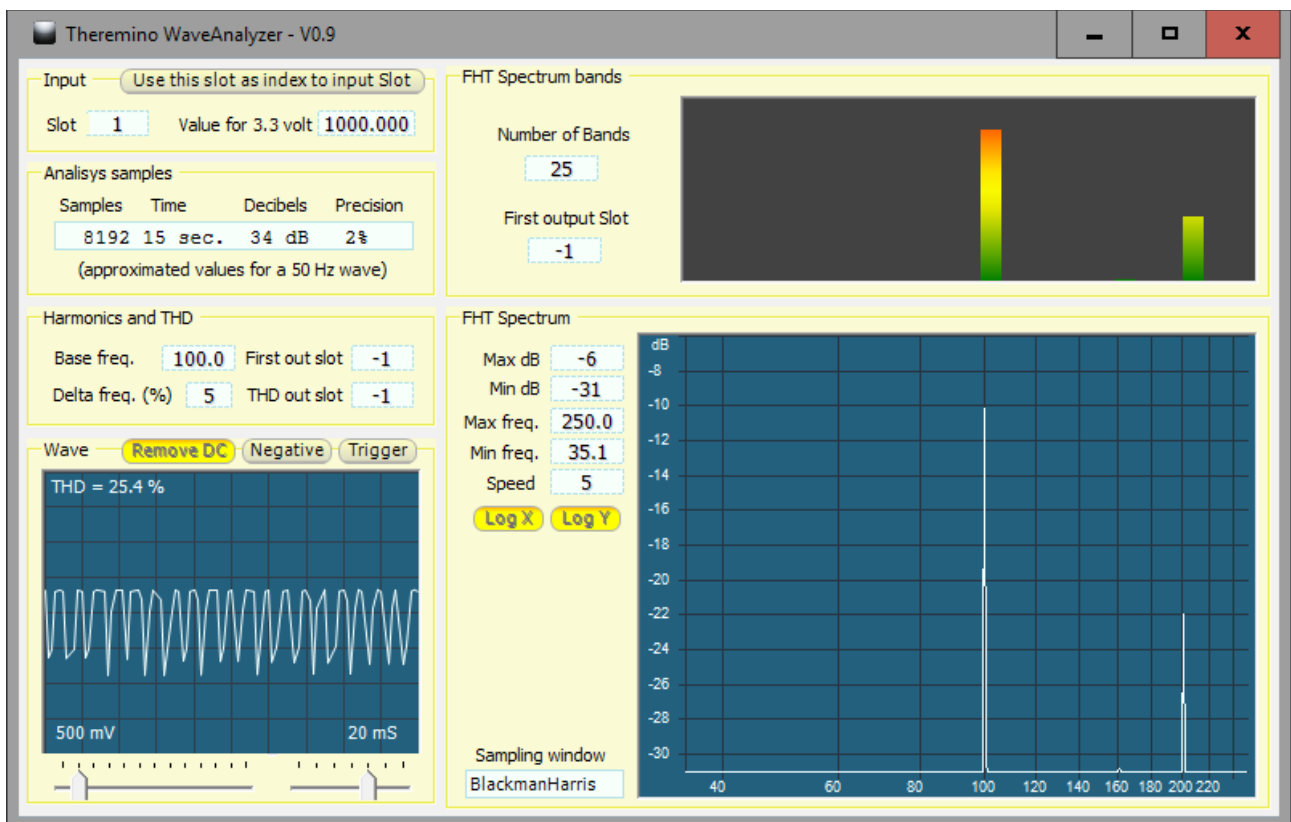 Theremino WaveAnalyzer - V0.9
Input Use this slot as index to input Slot
Slot 1 Value for 3.3 volt 1000.000
Analisys samples
Samples Time Decibels Precision
8192 15 sec. 34 dB 2%
(approximated values for a 50 Hz wave)
Harmonics and THD
Base freq. 100.0 First out slot -1
Delta freq. (%) 5 THD out slot -1
Wave Remove DC Negative Trigger
THD = 25.4 %
500 mV 20 mS
FHT Spectrum bands
Number of Bands
25
First output Slot
-1
FHT Spectrum
Max dB -6
Min dB -31
Max freq. 250.0
Min freq. 35.1
Speed 5
Log X Log Y
Sampling window
BlackmanHarris
dB
-8
-10
-12
-14
-16
-18
-20
-22
-24
-26
-28
-30
40 60 80 100 120 140 160 180 200 220